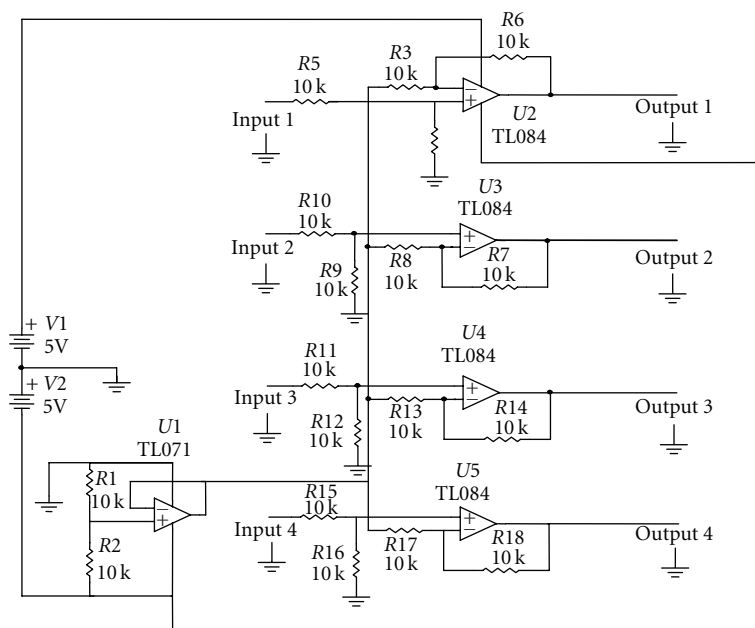 R6
10 k
R3
10 k
R5
10 k
−
+
Input 1
U2
TL084
Output 1
U3
TL084
R10
10 k
+
−
Input 2
R8
10 k
R7
10 k
R9
10 k
Output 2
+ V1
5V
+ V2
5V
U4
TL084
R11
10 k
+
−
Input 3
R12
10 k
R13
10 k
R14
10 k
Output 3
U1
TL071
R1
10 k
−
+
R2
10 k
U5
TL084
R15
10 k
+
−
Input 4
R16
10 k
R17
10 k
R18
10 k
Output 4